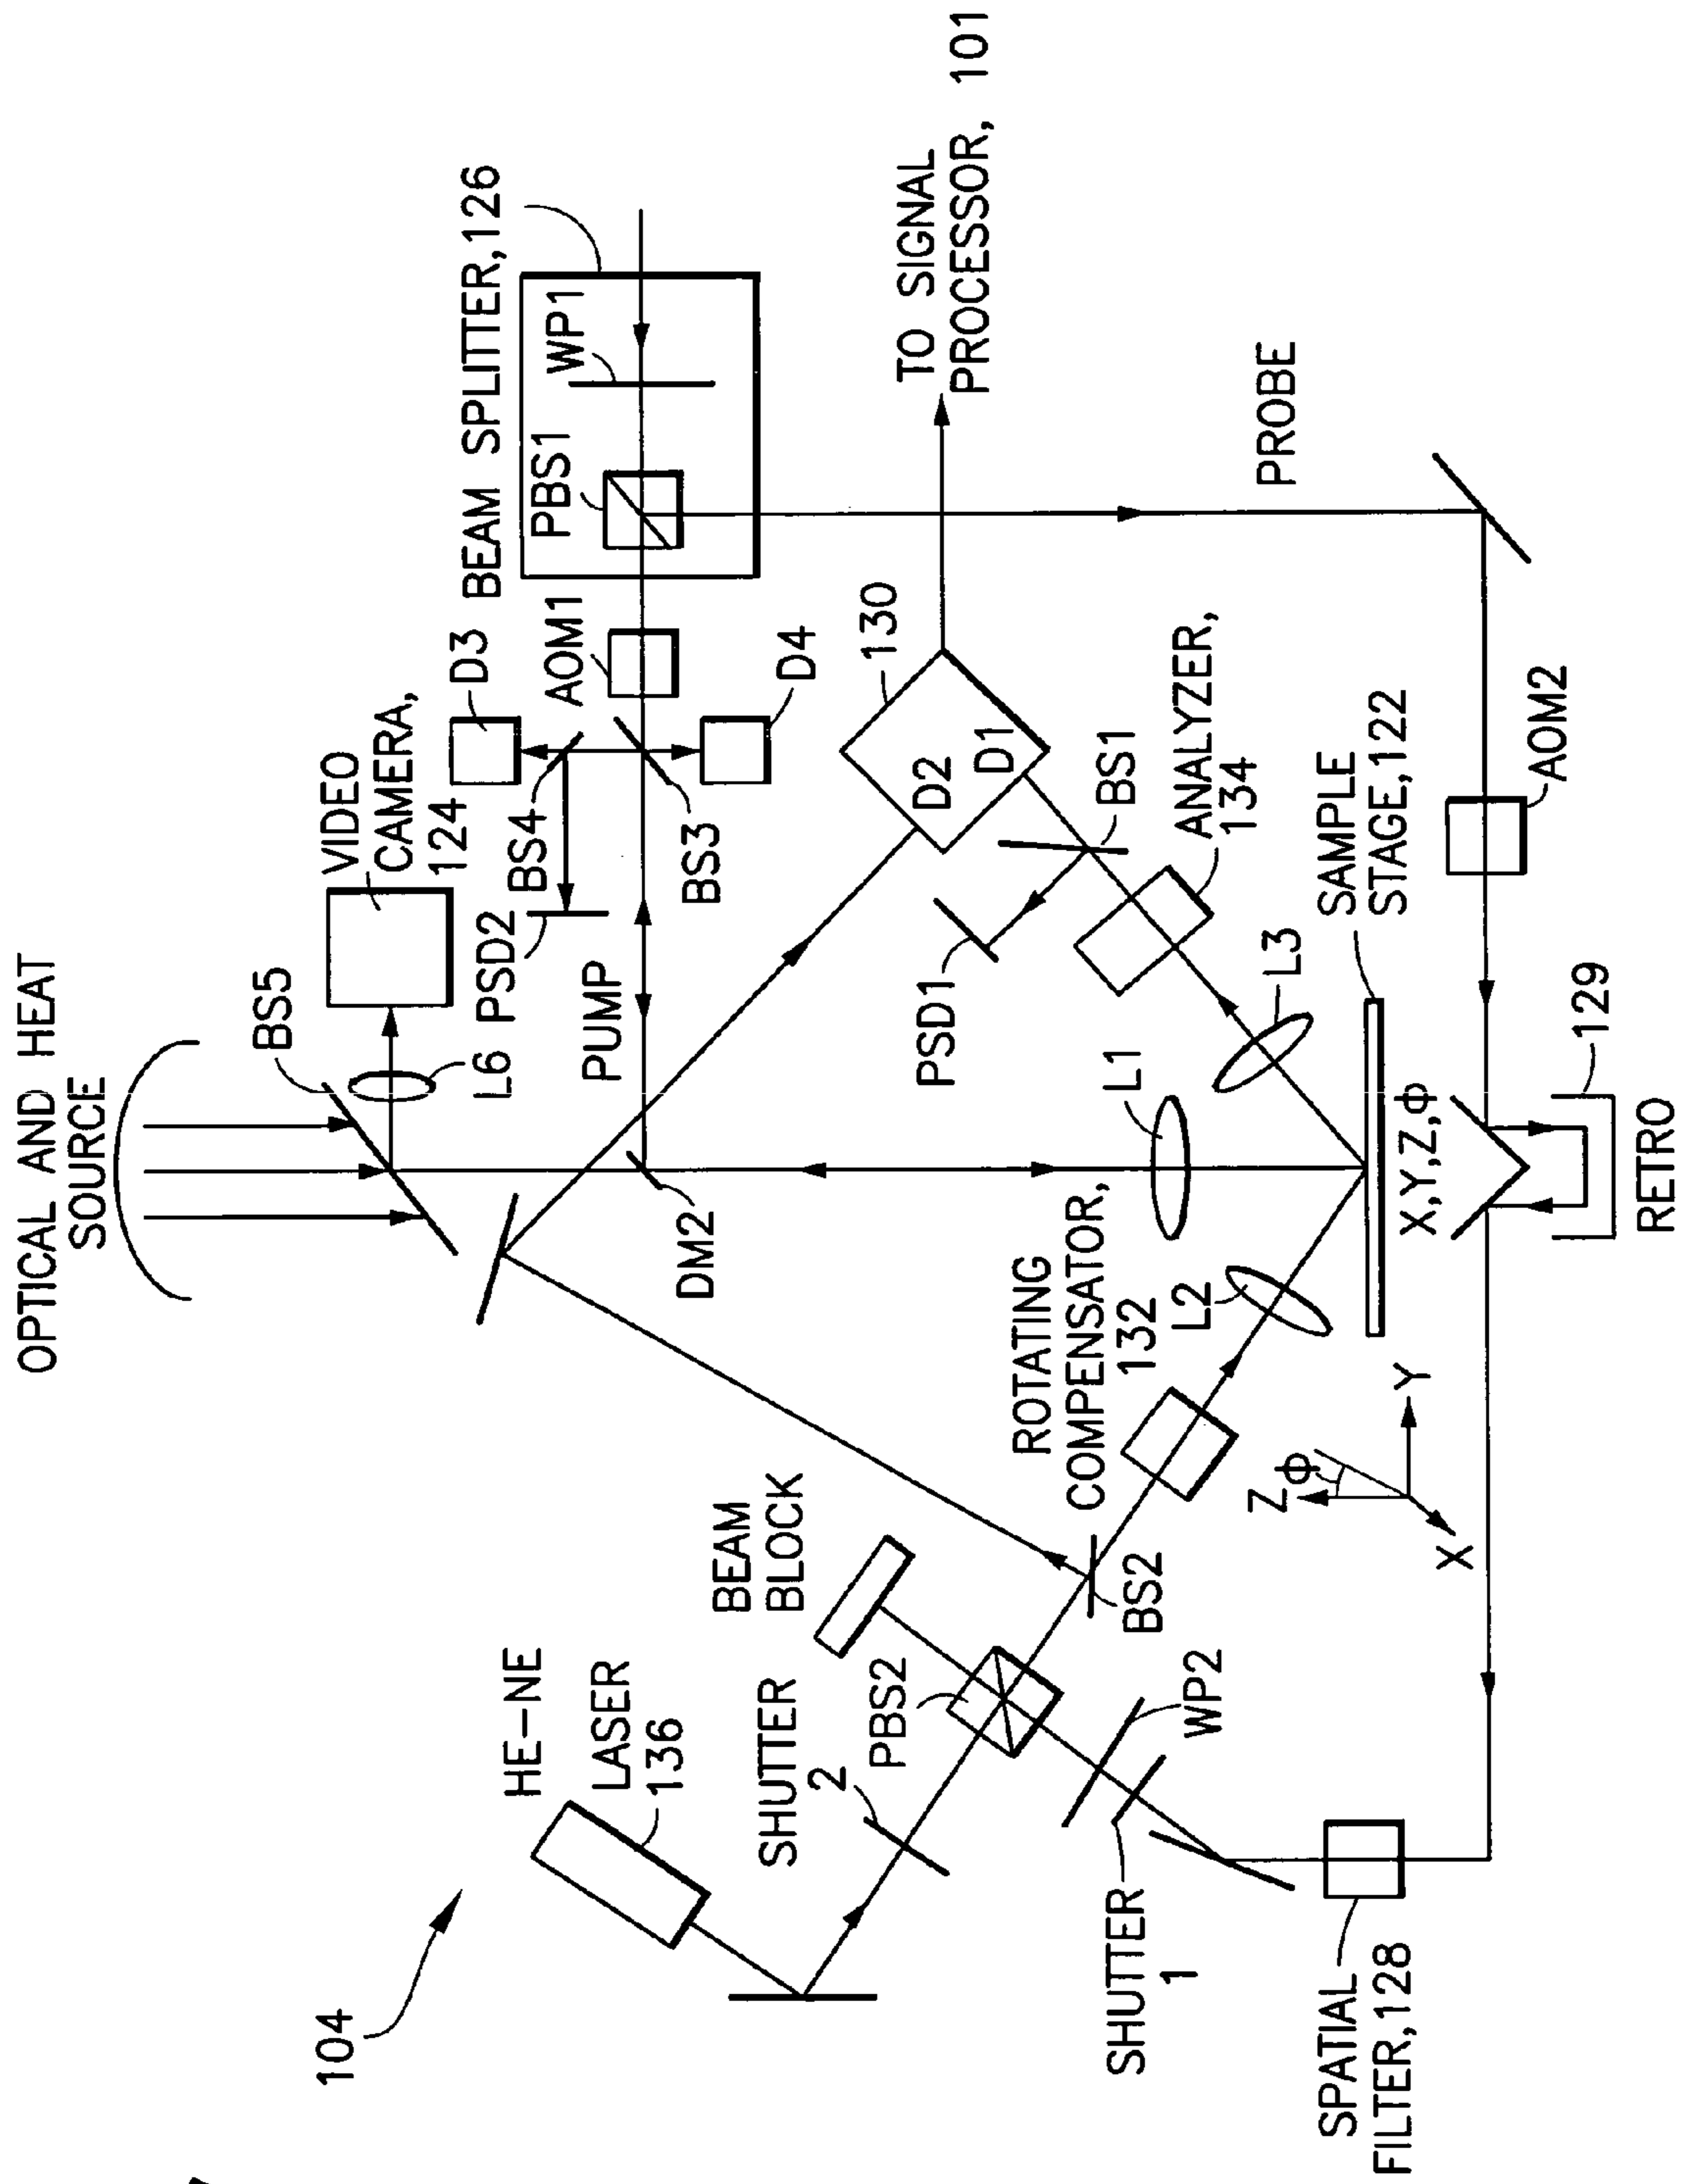 OPTICAL AND HEAT
SOURCE
BS5
VIDEO
CAMERA,
124
L6
D3
BEAM SPLITTER,126
PSD2
BS4
AOM1
PBS1
WP1
PUMP
BS3
D4
DM2
HE-NE
LASER
136
104
BEAM
BLOCK
SHUTTER
2
PBS2
130
D2
D1
TO SIGNAL
PROCESSOR, 101
PSD1
BS1
ANALYZER,
134
L1
L3
ROTATING
COMPENSATOR,
132
L2
BS2
WP2
SHUTTER
1
SPATIAL
FILTER,128
Z
Φ
Y
X
X,Y,Z,Φ
SAMPLE
STAGE,122
PROBE
AOM2
129
RETRO